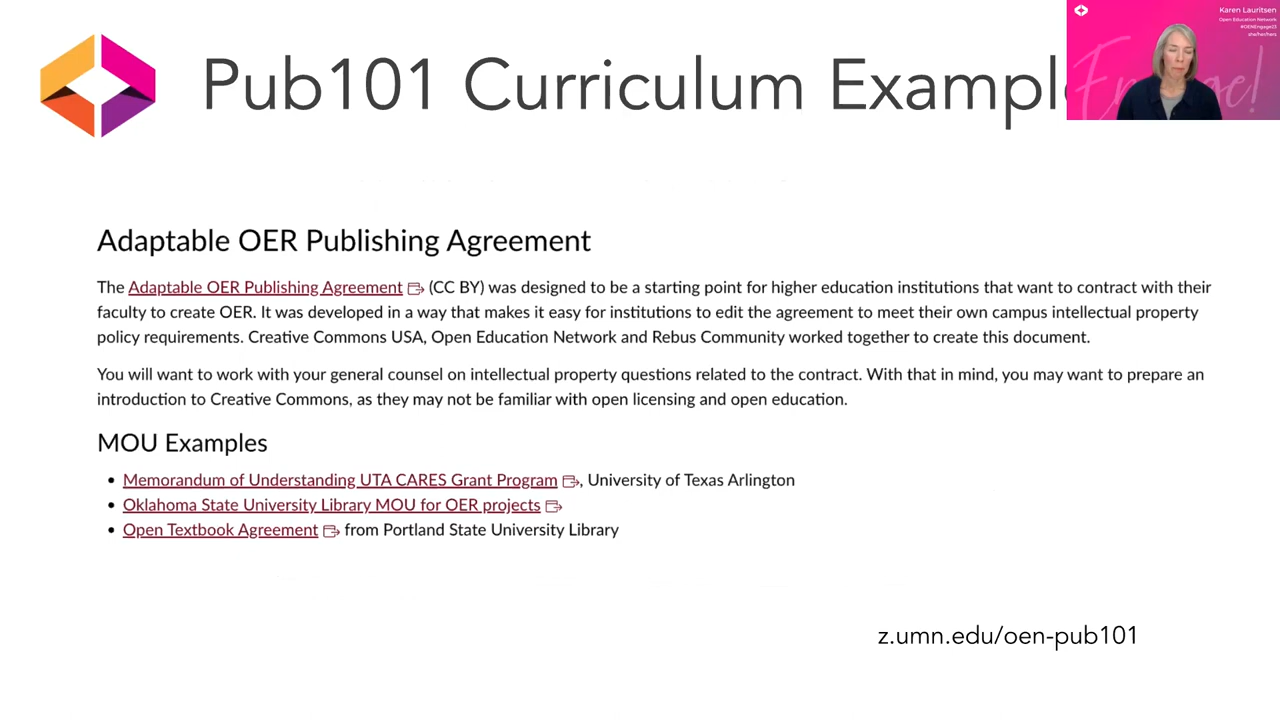 Karen Lauritsen
Open Education Network
#OENEngage23
she/her/hers
Engage!
Pub101 Curriculum Example
Adaptable OER Publishing Agreement
The Adaptable OER Publishing Agreement (CC BY) was designed to be a starting point for higher education institutions that want to contract with their
faculty to create OER. It was developed in a way that makes it easy for institutions to edit the agreement to meet their own campus intellectual property
policy requirements. Creative Commons USA, Open Education Network and Rebus Community worked together to create this document.
You will want to work with your general counsel on intellectual property questions related to the contract. With that in mind, you may want to prepare an
introduction to Creative Commons, as they may not be familiar with open licensing and open education.
MOU Examples
• Memorandum of Understanding UTA CARES Grant Program, University of Texas Arlington
• Oklahoma State University Library MOU for OER projects
• Open Textbook Agreement from Portland State University Library
z.umn.edu/oen-pub101